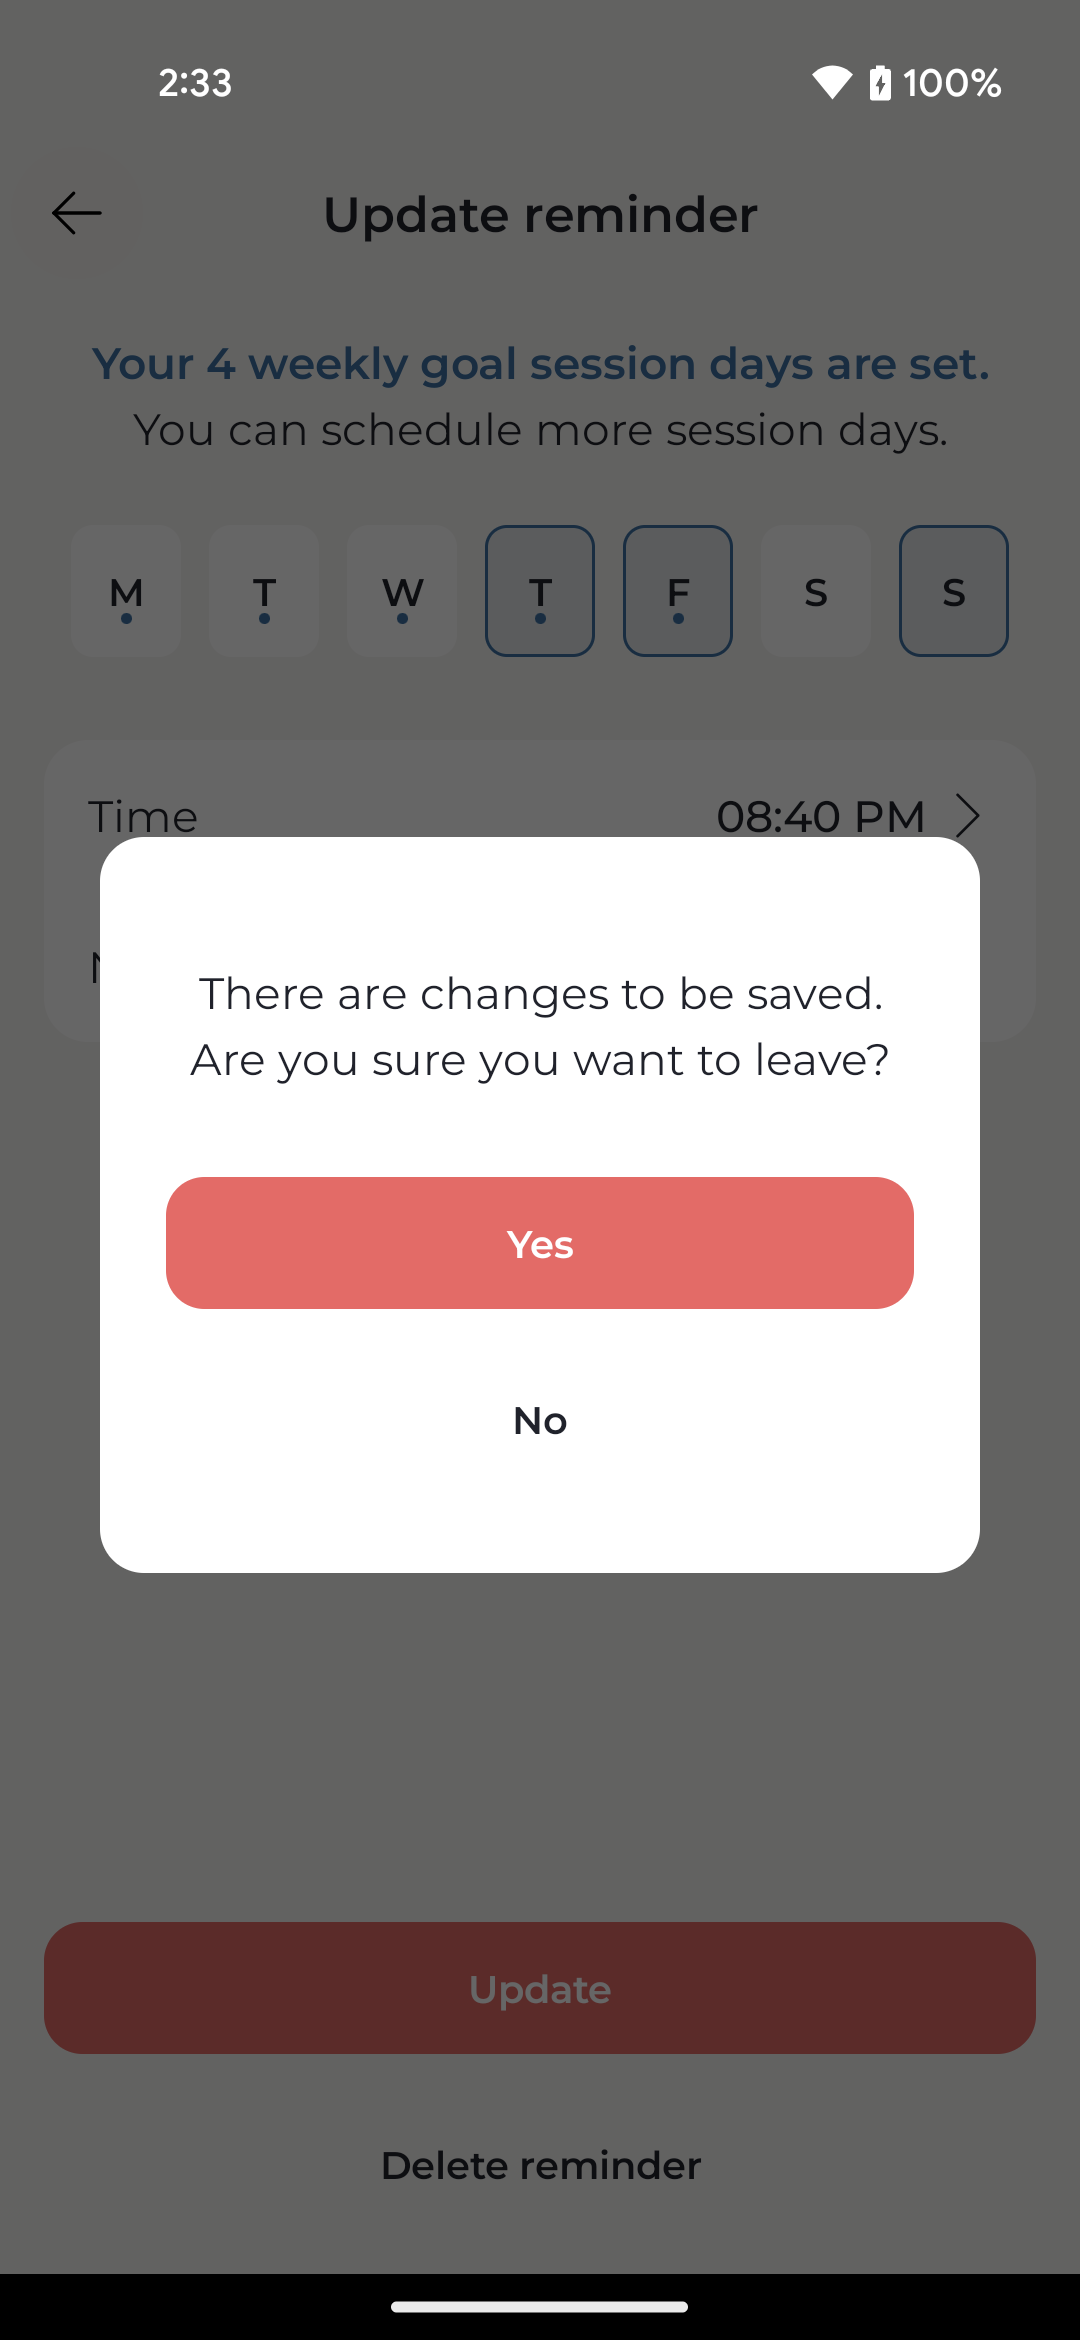 2:33
100%
Update reminder
Your 4 weekly goal session days are set.
You can schedule more session days.
M T W T F S S
Time 08:40 PM
There are changes to be saved.
Are you sure you want to leave?
Yes
No
Update
Delete reminder